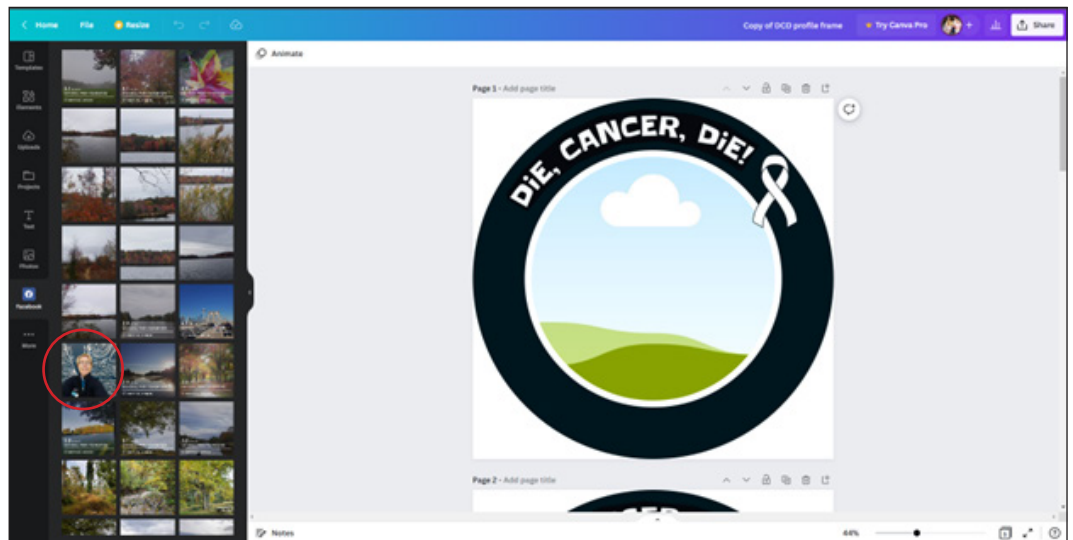 Home File Resize Copy of DCD profile frame Try Canva Pro + Share
Animate
Templates
Elements
Uploads
Projects
Text
Photos
Facebook
More
Page 1 - Add page title
DiE, CANCER, DiE!
Page 2 - Add page title
Notes 44%